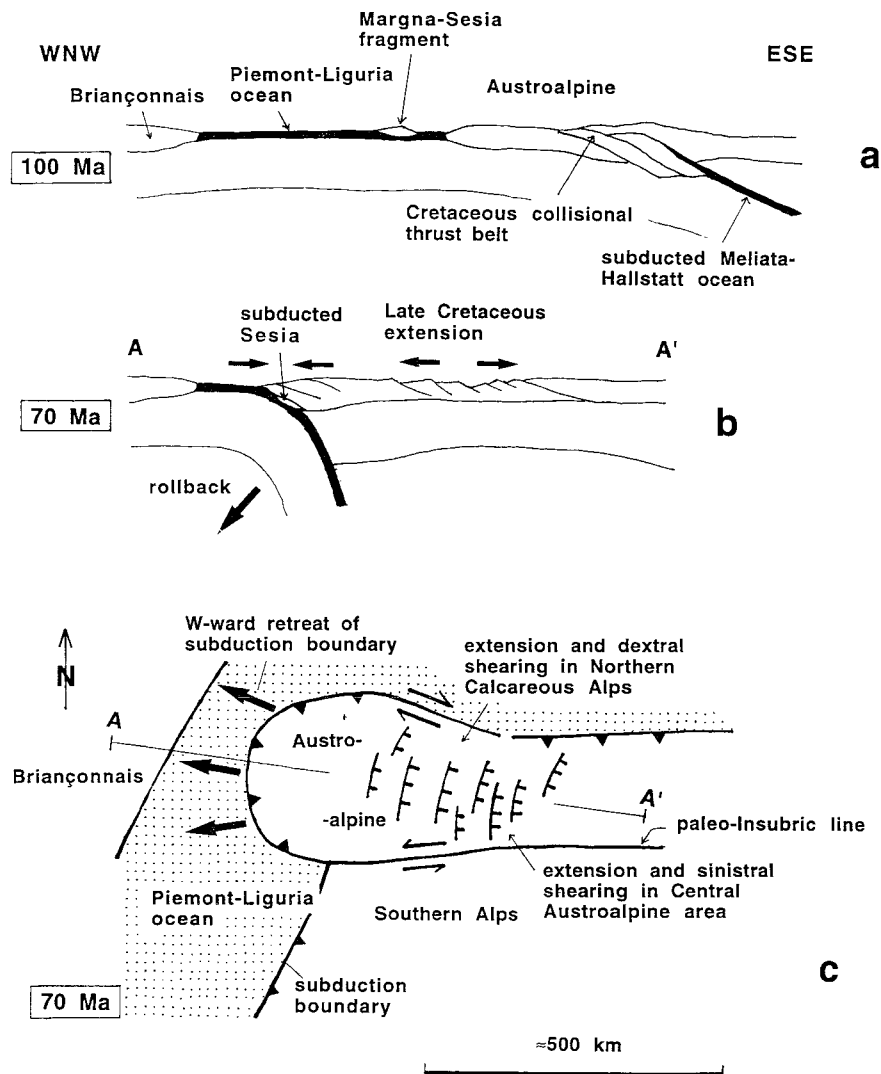 Margna-Sesia
fragment
WNW
ESE
Piemont-Liguria
ocean
Austroalpine
Briançonnais
100 Ma
a
Cretaceous collisional
thrust belt
subducted Meliata-
Hallstatt ocean
subducted
Sesia
Late Cretaceous
extension
A
A'
70 Ma
b
rollback
W-ward retreat of
subduction boundary
extension and dextral
shearing in Northern
Calcareous Alps
N
A
Austro-
Briançonnais
A'
-alpine
paleo-Insubric line
extension and sinistral
shearing in Central
Austroalpine area
Piemont-Liguria
ocean
Southern Alps
c
subduction
boundary
70 Ma
≈500 km